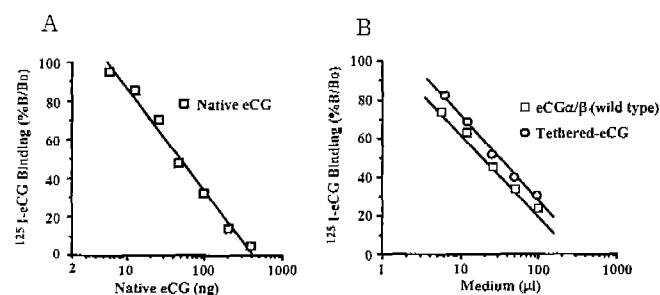 A
B
125 I-eCG Binding (%B/Bo)
100
80
60
40
20
0
Native eCG
2
10
100
1000
Native eCG (ng)
125 I-eCG Binding (%B/Bo)
100
80
60
40
20
0
eCGα/β (wild type)
Tethered-eCG
1
10
100
1000
Medium (μl)